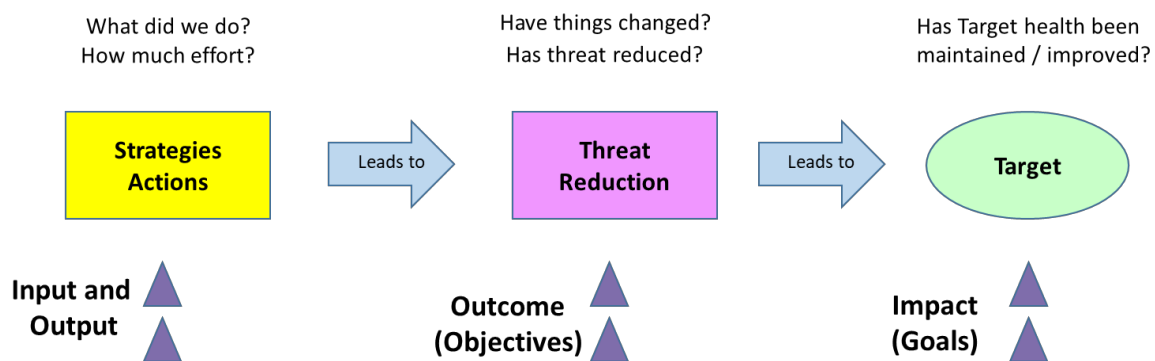 What did we do?
How much effort?
Have things changed?
Has threat reduced?
Has Target health been
maintained / improved?
Strategies
Actions
Leads to
Threat
Reduction
Leads to
Target
Input and
Output
Outcome
(Objectives)
Impact
(Goals)